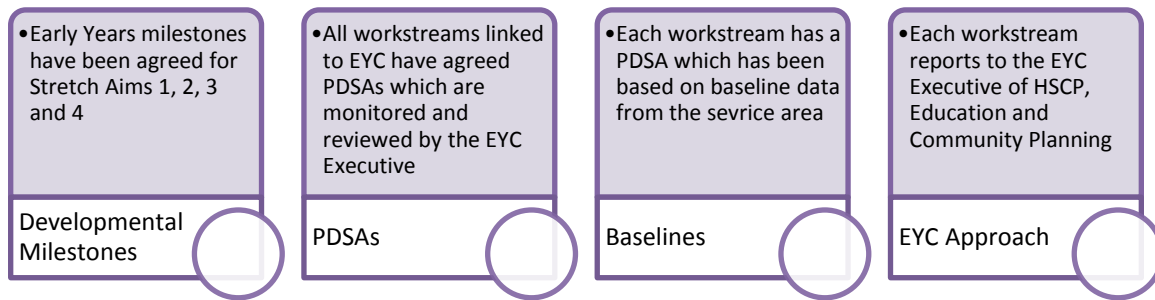 •Early Years milestones
have been agreed for
Stretch Aims 1, 2, 3
and 4
Developmental
Milestones
•All workstreams linked
to EYC have agreed
PDSAs which are
monitored and
reviewed by the EYC
Executive
PDSAs
•Each workstream has a
PDSA which has been
based on baseline data
from the sevrice area
Baselines
•Each workstream
reports to the EYC
Executive of HSCP,
Education and
Community Planning
EYC Approach